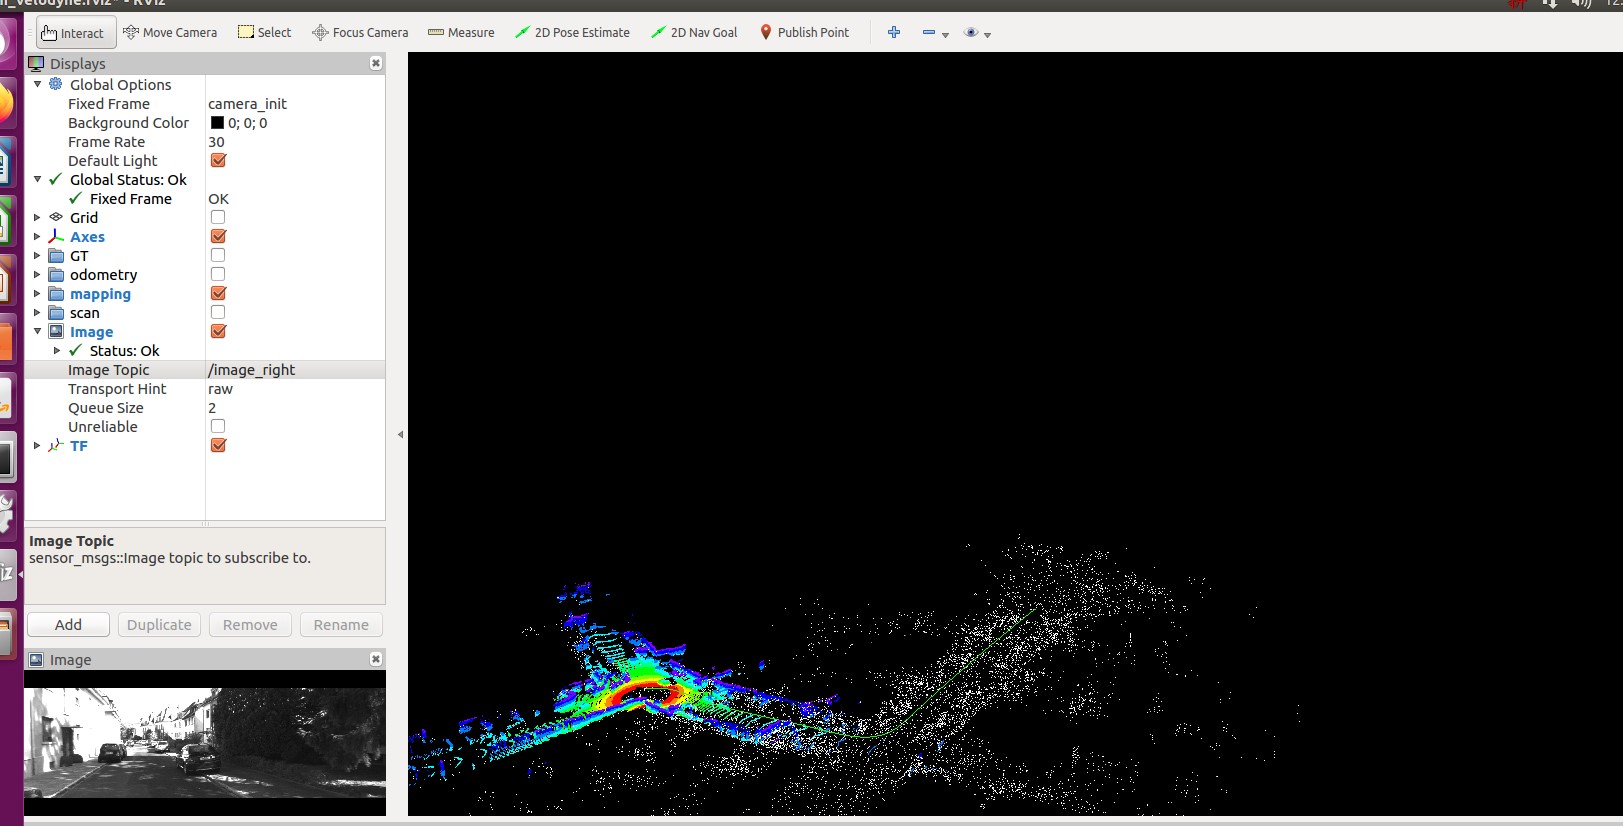 Velodyne.rviz* - RViz
Interact Move Camera Select Focus Camera Measure 2D Pose Estimate 2D Nav Goal Publish Point
Displays
Global Options
Fixed Frame camera_init
Background Color 0; 0; 0
Frame Rate 30
Default Light
Global Status: Ok
Fixed Frame OK
Grid
Axes
GT
odometry
mapping
scan
Image
Status: Ok
Image Topic /image_right
Transport Hint raw
Queue Size 2
Unreliable
TF
Image Topic
sensor_msgs::Image topic to subscribe to.
Add Duplicate Remove Rename
Image